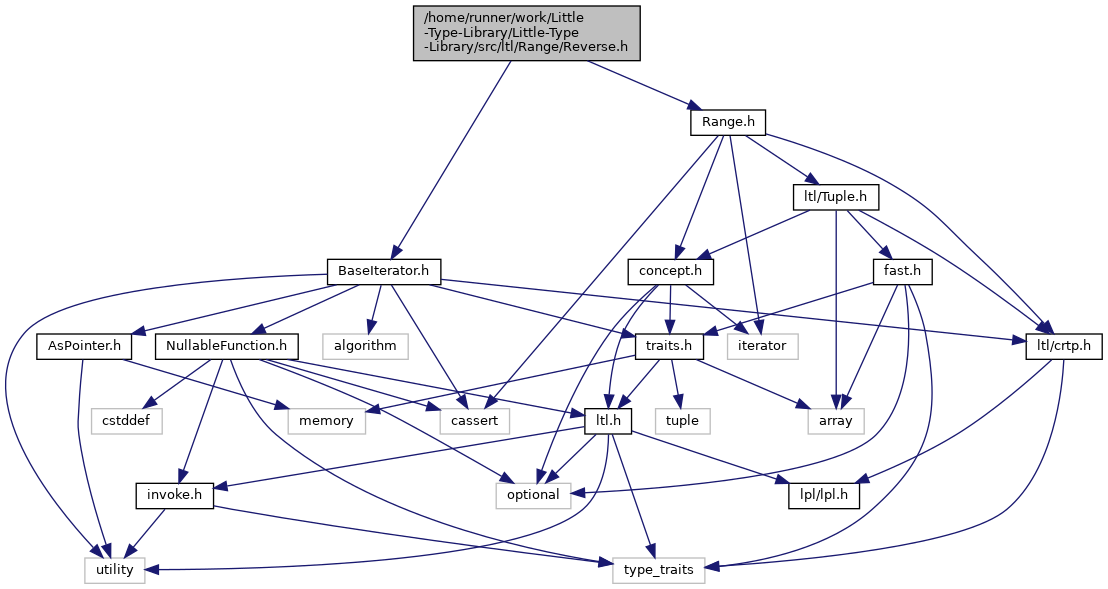 /home/runner/work/Little
-Type-Library/Little-Type
-Library/src/ltl/Range/Reverse.h
Range.h
ltl/Tuple.h
BaseIterator.h
concept.h
fast.h
AsPointer.h
NullableFunction.h
algorithm
traits.h
iterator
ltl/crtp.h
cstddef
memory
cassert
ltl.h
tuple
array
invoke.h
optional
lpl/lpl.h
utility
type_traits